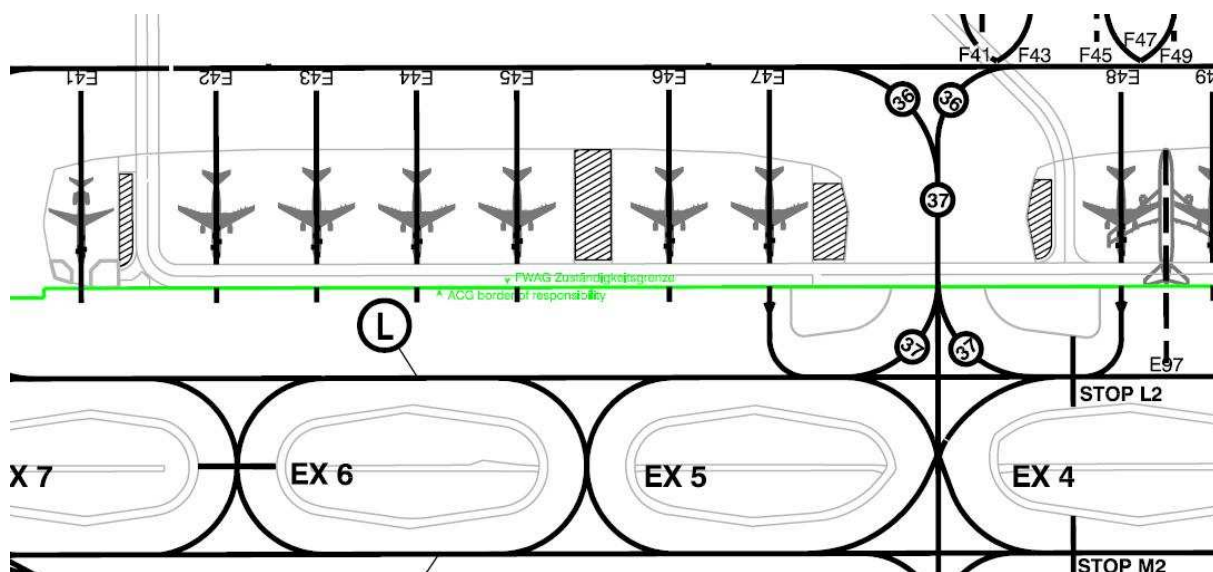 F47
F41 F43 F45 F49
E41 E42 E43 E44 E45 E46 E47 E48
36 36
37
FWAG Zuständigkeitsgrenze
ACG border of responsibility
L
37 37
E97
STOP L2
X 7 EX 6 EX 5 EX 4
STOP M2